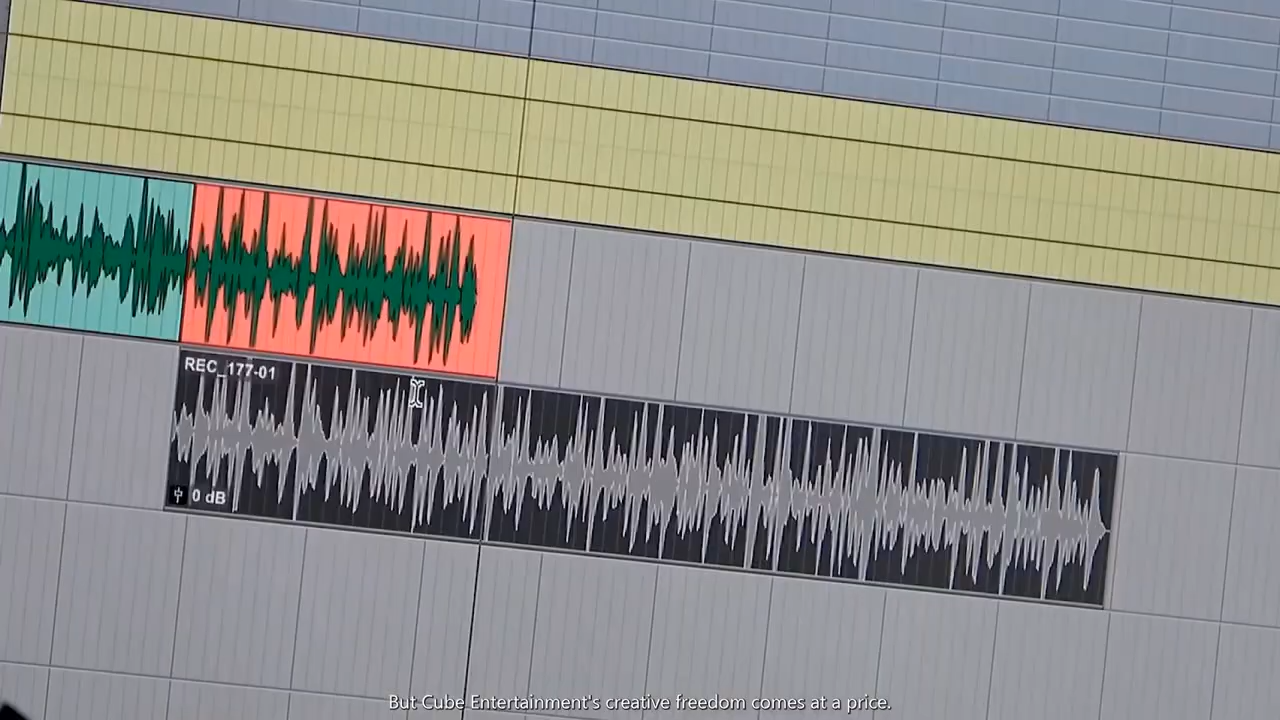 REC_177-01
0 dB
But Cube Entertainment's creative freedom comes at a price.